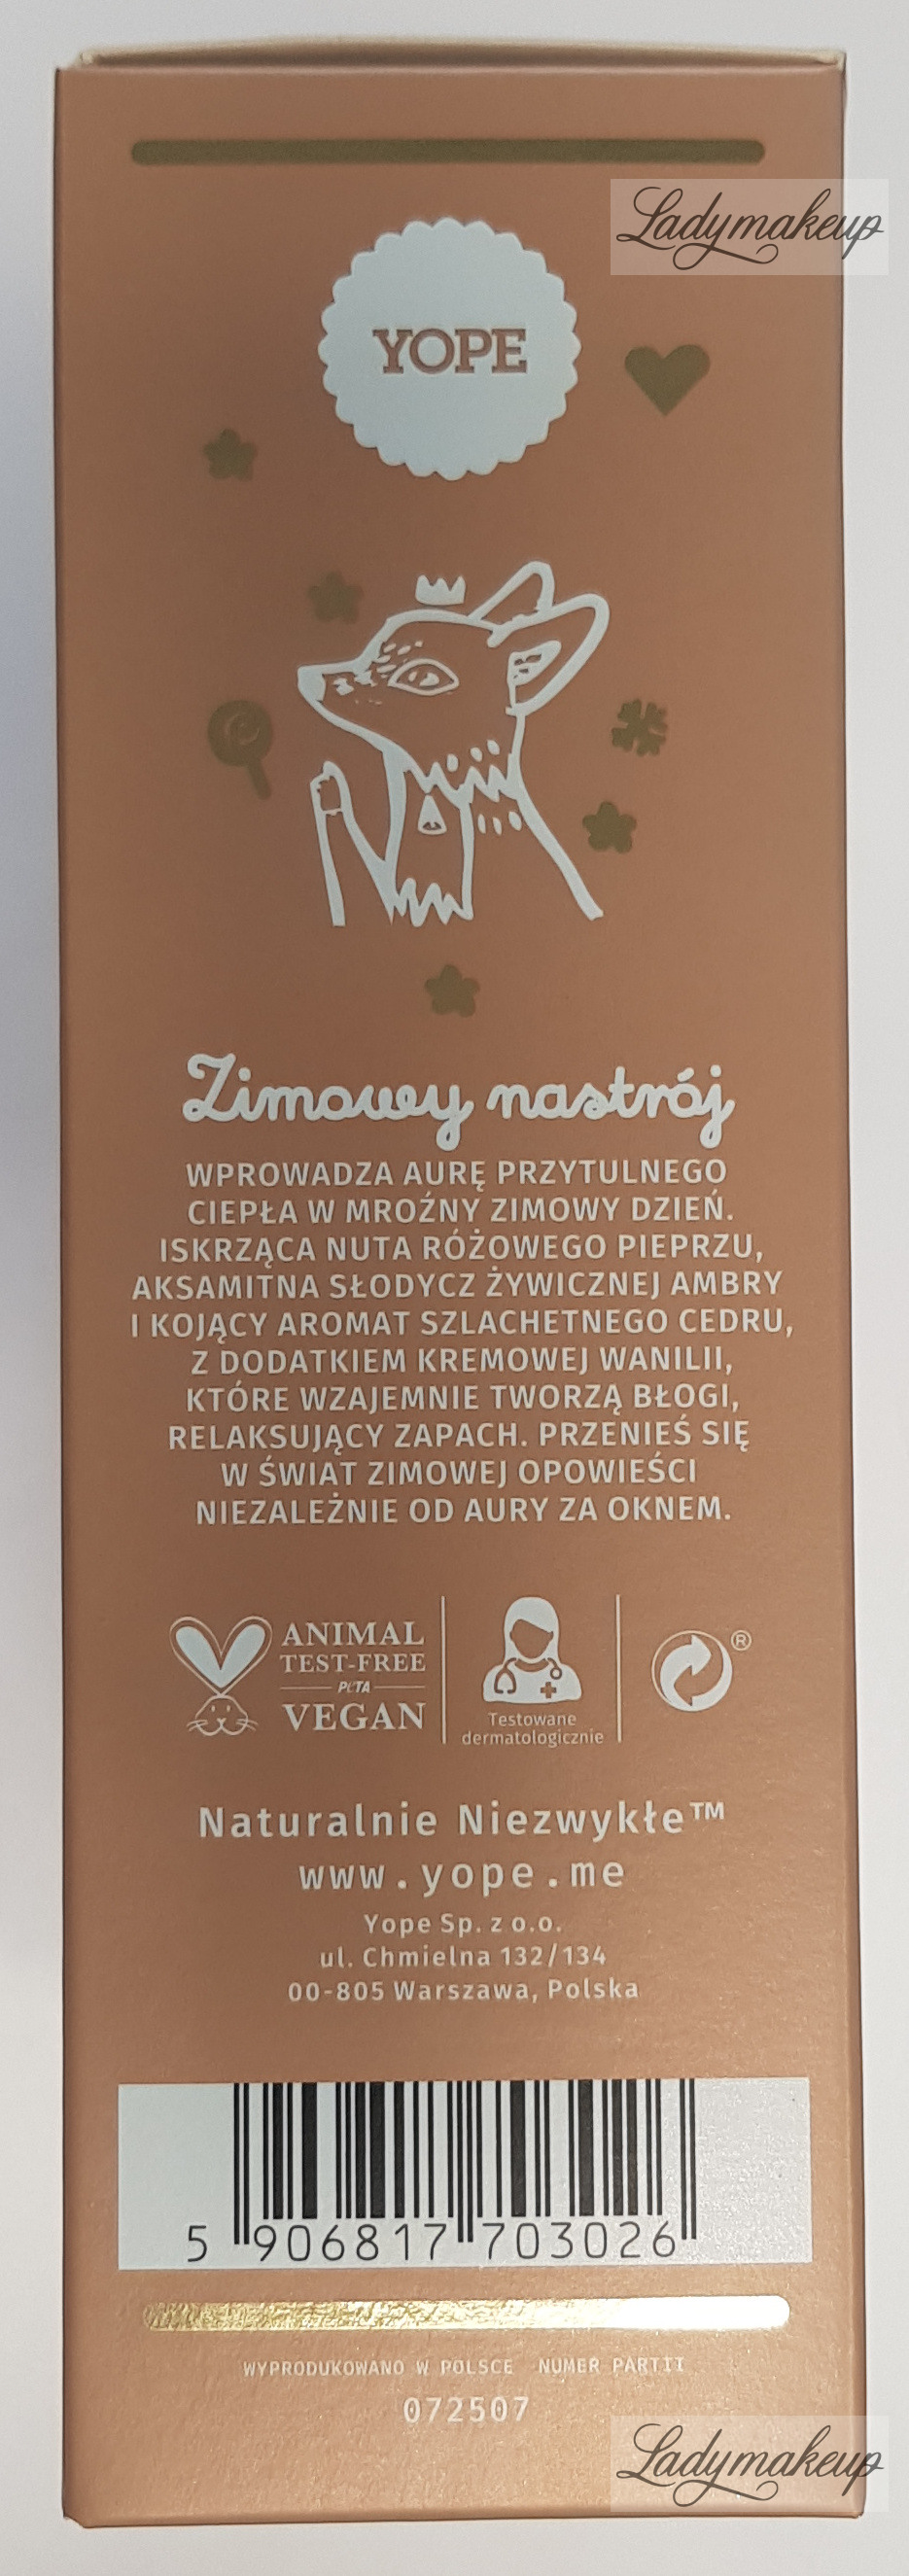 Ladymakeup
YOPE
Zimowy nastrój
WPROWADZA AURĘ PRZYTULNEGO
CIEPŁA W MROŹNY ZIMOWY DZIEŃ.
ISKRZĄCA NUTA RÓŻOWEGO PIEPRZU,
AKSAMITNA SŁODYCZ ŻYWICZNEJ AMBRY
I KOJĄCY AROMAT SZLACHETNEGO CEDRU,
Z DODATKIEM KREMOWEJ WANILII,
KTÓRE WZAJEMNIE TWORZĄ BŁOGI,
RELAKSUJĄCY ZAPACH. PRZENIEŚ SIĘ
W ŚWIAT ZIMOWEJ OPOWIEŚCI
NIEZALEŻNIE OD AURY ZA OKNEM.
ANIMAL
TEST-FREE
PETA
VEGAN
Testowane
dermatologicznie
®
Naturalnie Niezwykłe™
www.yope.me
Yope Sp. z o.o.
ul. Chmielna 132/134
00-805 Warszawa, Polska
5 906817 703026
WYPRODUKOWANO W POLSCE NUMER PARTII
072507
Ladymakeup